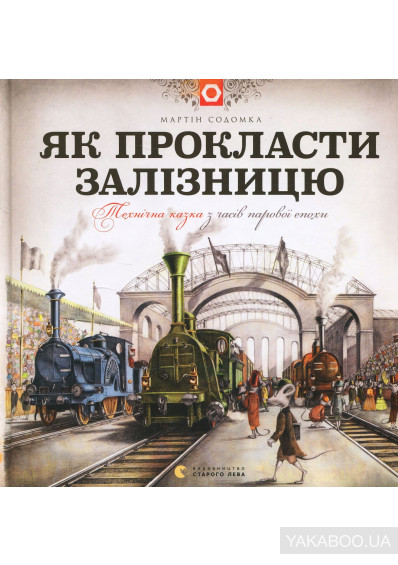 МАРТІН СОДОМКА
ЯК ПРОКЛАСТИ
ЗАЛІЗНИЦЮ
Технічна казка з часів парової епохи
ВИДАВНИЦТВО
СТАРОГО ЛЕВА
YAKABOO.UA